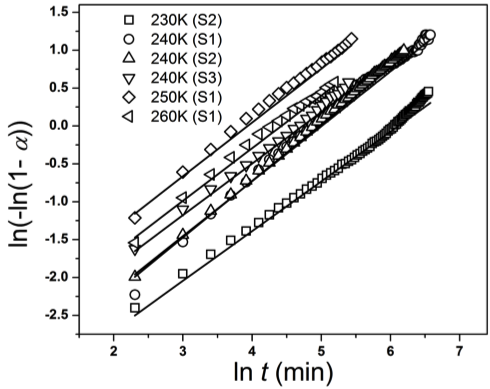 1.5
1.0
0.5
0.0
-0.5
-1.0
-1.5
-2.0
-2.5
ln(-ln(1- α))
230K (S2)
240K (S1)
240K (S2)
240K (S3)
250K (S1)
260K (S1)
2 3 4 5 6 7
ln t (min)